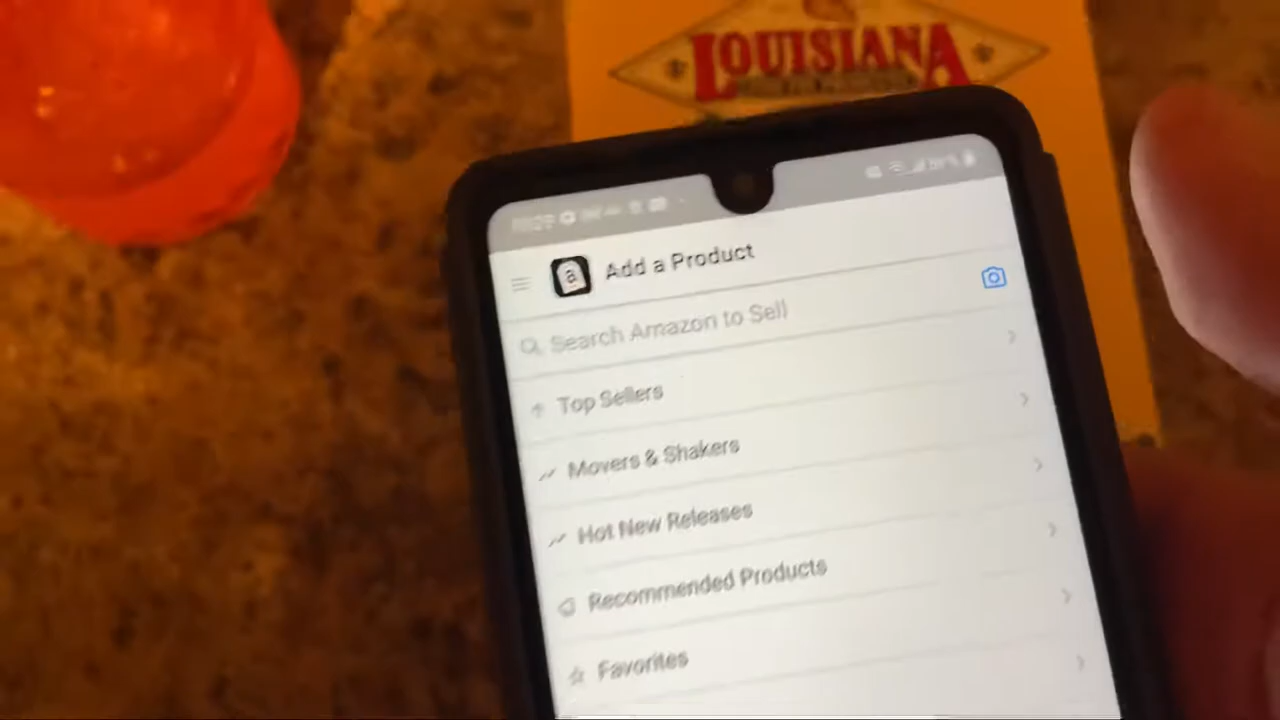 LOUISIANA
a Add a Product
Search Amazon to Sell
Top Sellers
Movers & Shakers
Hot New Releases
Recommended Products
Favorites